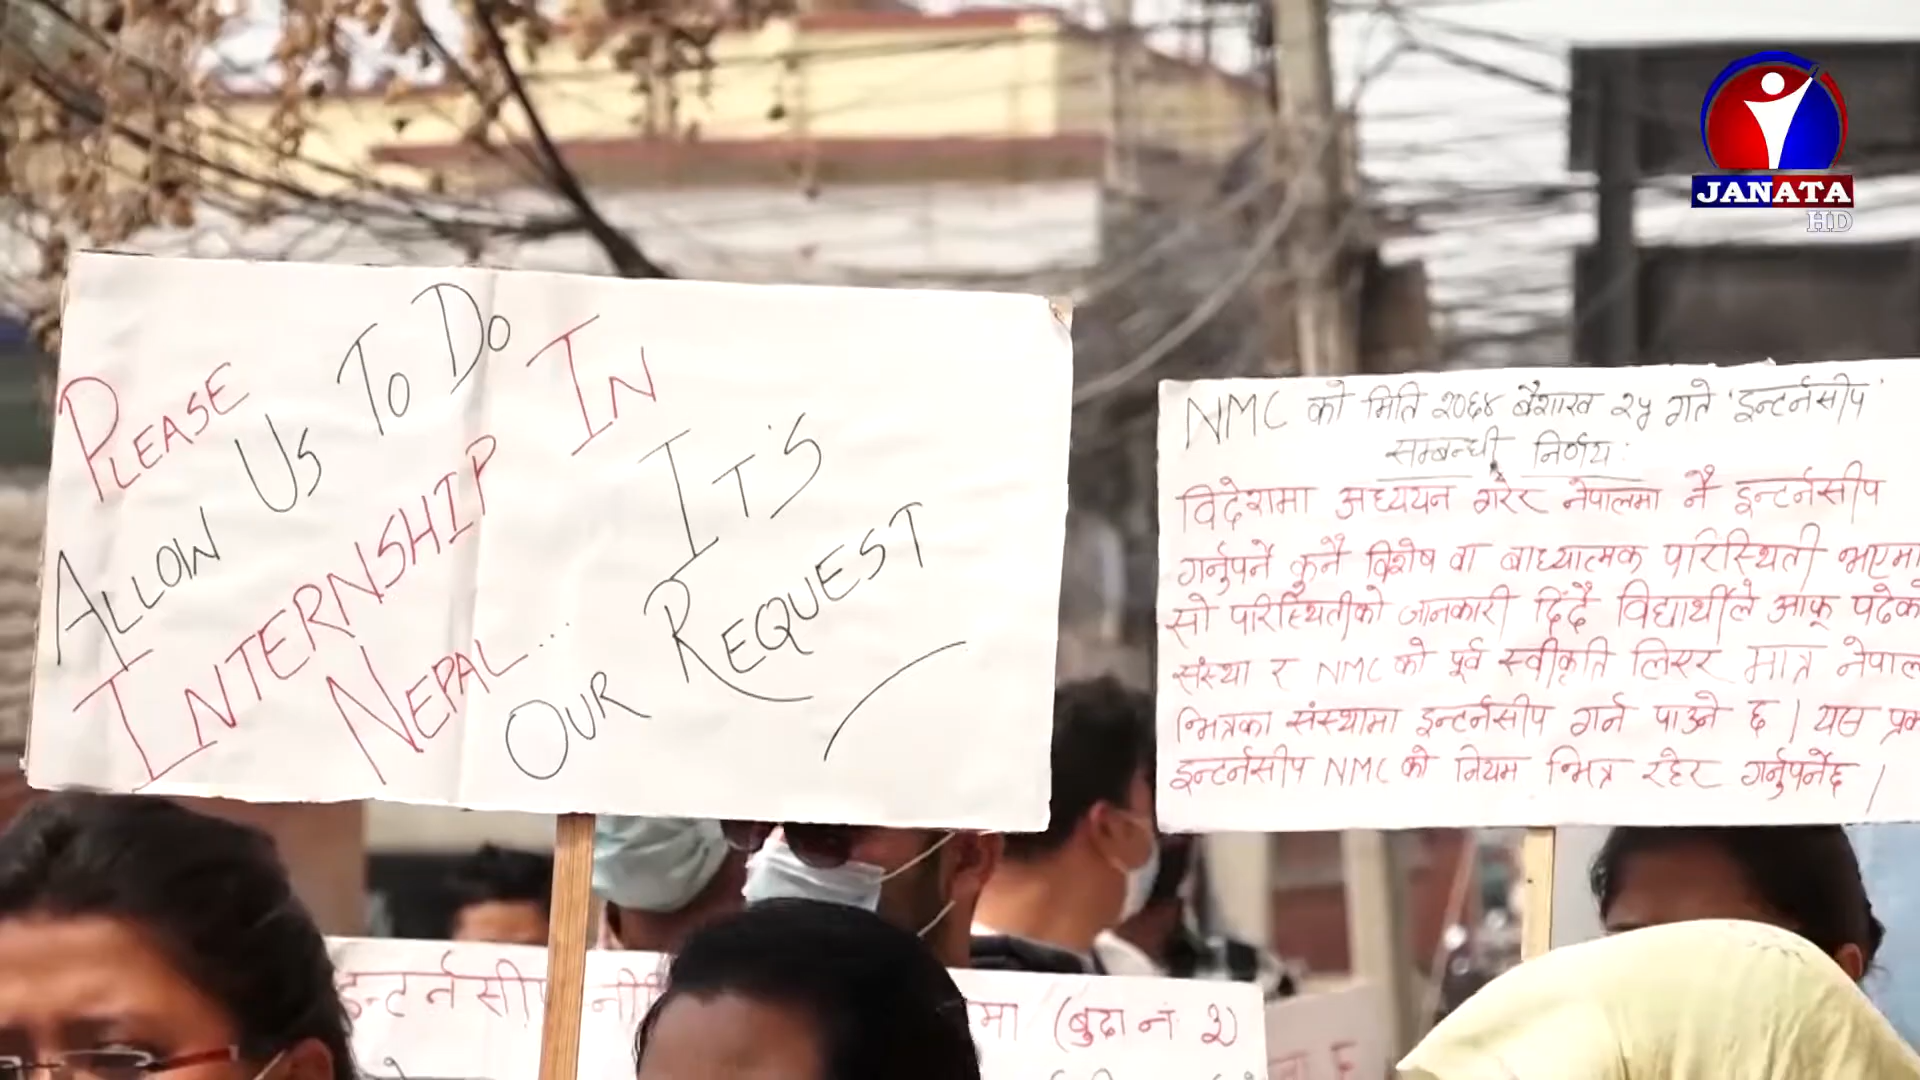 JANATA
HD
PLEASE
ALLOW US TO DO
INTERNSHIP IN
NEPAL... IT'S
OUR REQUEST
NMC को मिति २०६४ बैशाख २५ गते 'इन्टर्नसीप'
सम्बन्धी निर्णय:
विदेशमा अध्ययन गरेर नेपालमा नै इन्टर्नसीप
गर्नुपर्ने कुनै विशेष वा बाध्यात्मक परिस्थिती भएमा
सो परिस्थितीको जानकारी दिँदै विद्यार्थीले आफू पढेको
संस्था र NMC को पूर्व स्वीकृति लिएर मात्र नेपाल
भित्रका संस्थामा इन्टर्नसीप गर्न पाउने छ । यस
इन्टर्नसीप NMC को नियम भित्र रहेर गर्नुपर्नेछ ।
इन्टर्नसीप मा (बुदा नं ३)